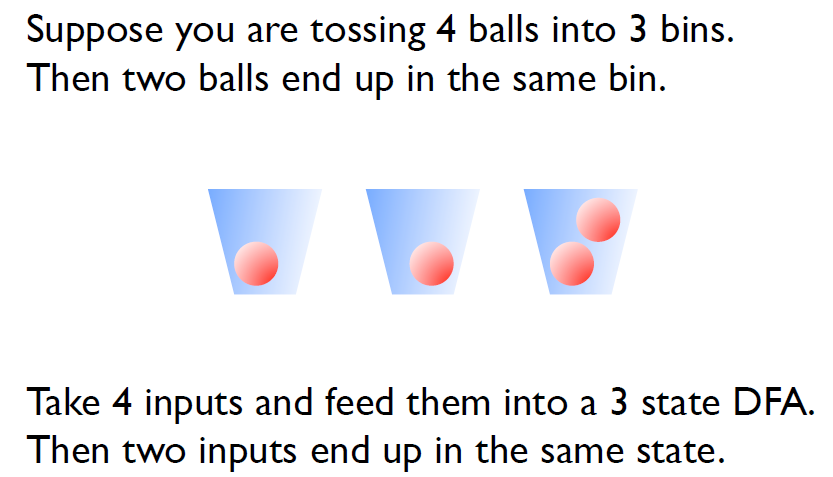 Suppose you are tossing 4 balls into 3 bins.
Then two balls end up in the same bin.
Take 4 inputs and feed them into a 3 state DFA.
Then two inputs end up in the same state.